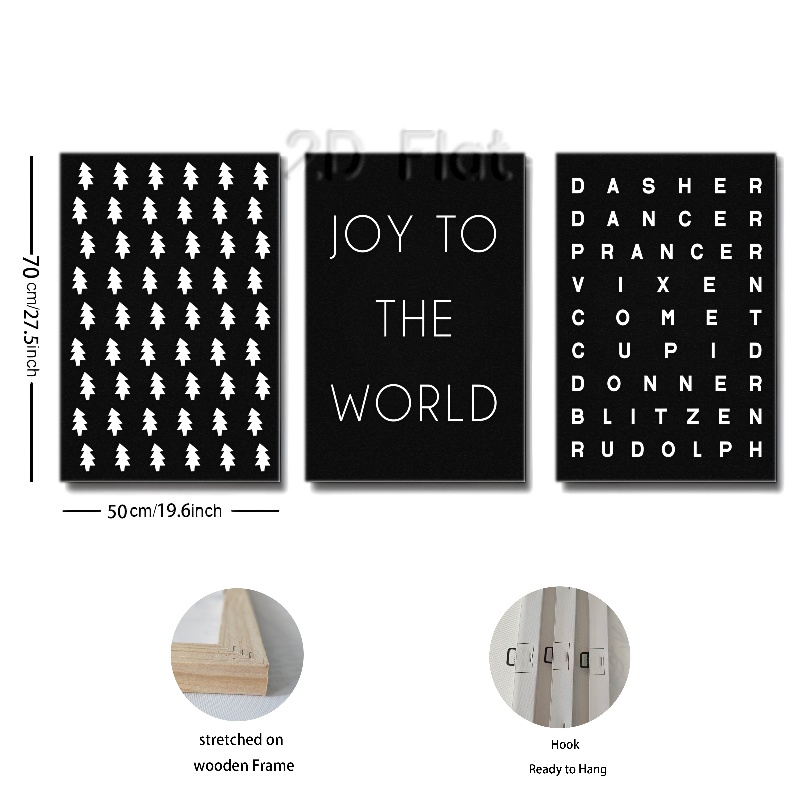 2D Flat
JOY TO
THE
WORLD
DASHER
DANCER
PRANCER
VIXEN
COMET
CUPID
DONNER
BLITZEN
RUDOLPH
70cm/27.5inch
50cm/19.6inch
stretched on
wooden Frame
Hook
Ready to Hang